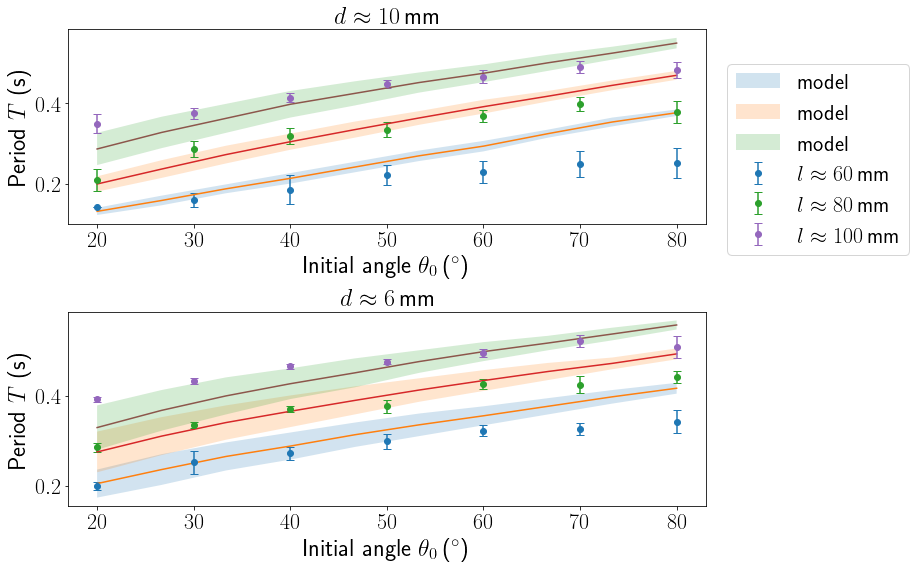 d ≈ 10 mm
Period T (s)
0.4
0.2
20 30 40 50 60 70 80
Initial angle θ₀ (°)
model
model
model
l ≈ 60 mm
l ≈ 80 mm
l ≈ 100 mm
d ≈ 6 mm
Period T (s)
0.4
0.2
20 30 40 50 60 70 80
Initial angle θ₀ (°)